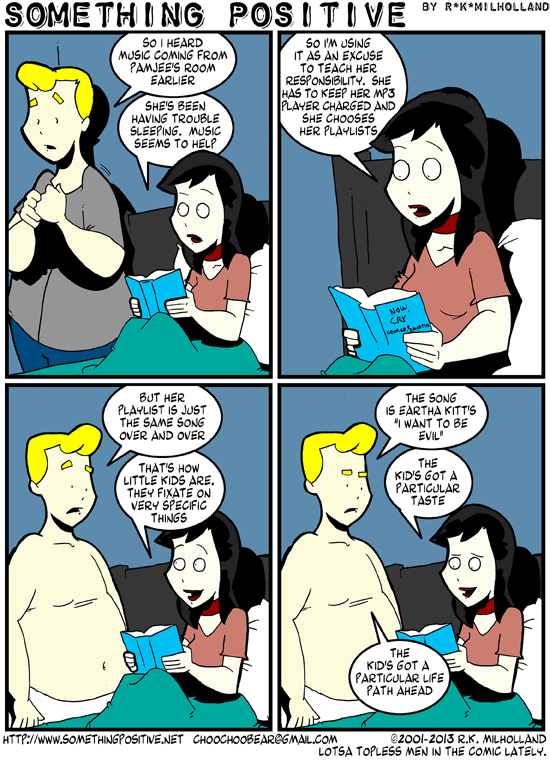 SOMETHING POSITIVE BY R*K*MILHOLLAND
SO I HEARD
MUSIC COMING FROM
PAMJEE'S ROOM
EARLIER
SHE'S BEEN
HAVING TROUBLE
SLEEPING. MUSIC
SEEMS TO HELP
SO I'M USING
IT AS AN EXCUSE
TO TEACH HER
RESPONSIBILITY. SHE
HAS TO KEEP HER MP3
PLAYER CHARGED AND
SHE CHOOSES
HER PLAYLISTS
NOW,
CRY
BUT HER
PLAYLIST IS JUST
THE SAME SONG
OVER AND OVER
THAT'S HOW
LITTLE KIDS ARE.
THEY FIXATE ON
VERY SPECIFIC
THINGS
THE SONG
IS EARTHA KITT'S
"I WANT TO BE
EVIL"
THE
KID'S GOT A
PARTICULAR
TASTE
THE
KID'S GOT A
PARTICULAR LIFE
PATH AHEAD
HTTP://WWW.SOMETHINGPOSITIVE.NET CHOOCHOOBEAR@GMAIL.COM ©2001-2013 R.K. MILHOLLAND
LOTSA TOPLESS MEN IN THE COMIC LATELY.